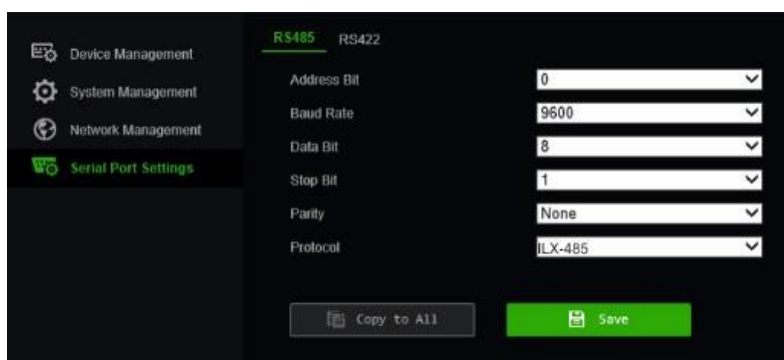 Device Management
System Management
Network Management
Serial Port Settings
RS485 RS422
Address Bit 0
Baud Rate 9600
Data Bit 8
Stop Bit 1
Parity None
Protocol ILX-485
Copy to All Save